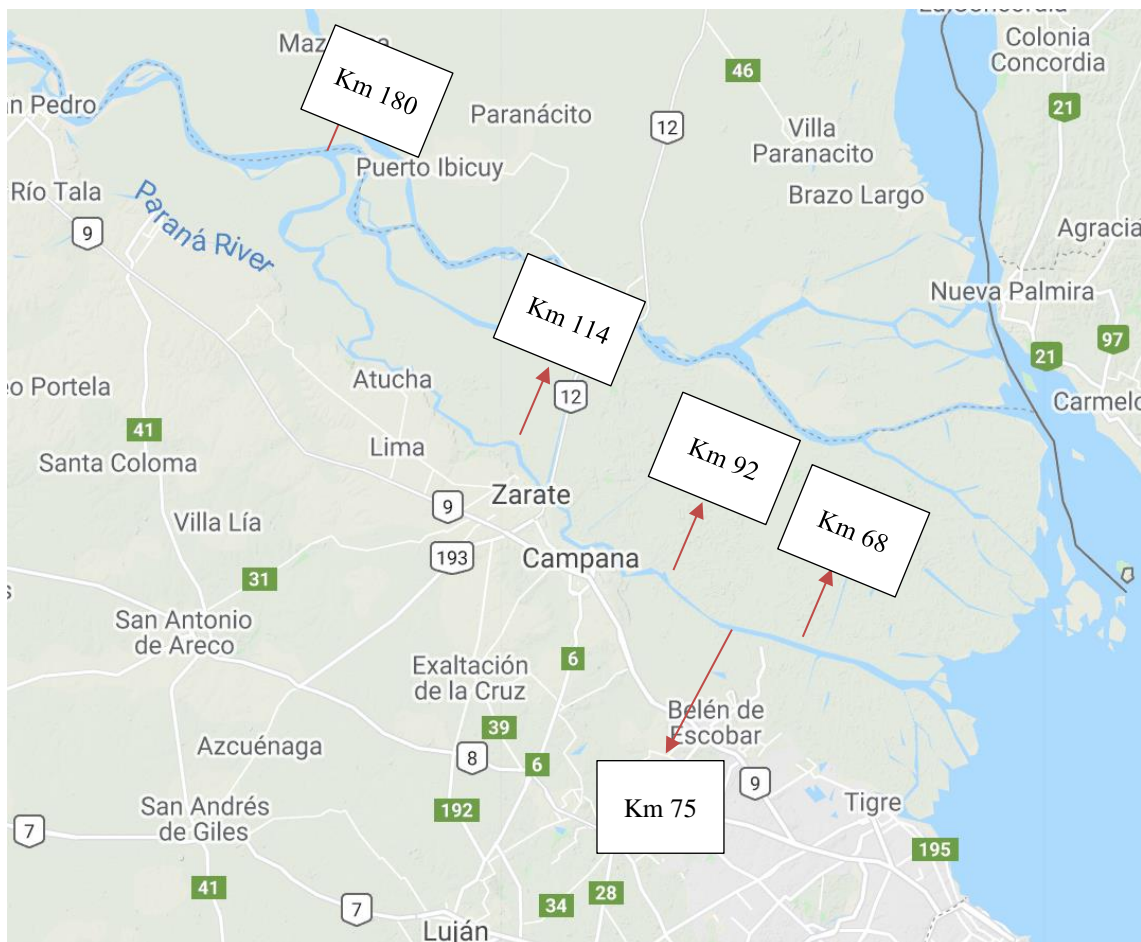 La Concordia
Maz
Colonia
Concordia
Km 180
46
21
an Pedro
Paranácito
12
Villa
Paranacito
Puerto Ibicuy
Río Tala
Brazo Largo
Paraná River
9
Agracia
Nueva Palmira
Km 114
97
21
eo Portela
Atucha
12
Carmelo
41
Lima
Km 92
Santa Coloma
Zarate
9
Km 68
Villa Lía
193
Campana
31
San Antonio
de Areco
Exaltación
de la Cruz
6
Belén de
Escobar
39
Azcuénaga
8
6
9
192
Km 75
Tigre
San Andrés
de Giles
7
195
41
28
34
7
Luján